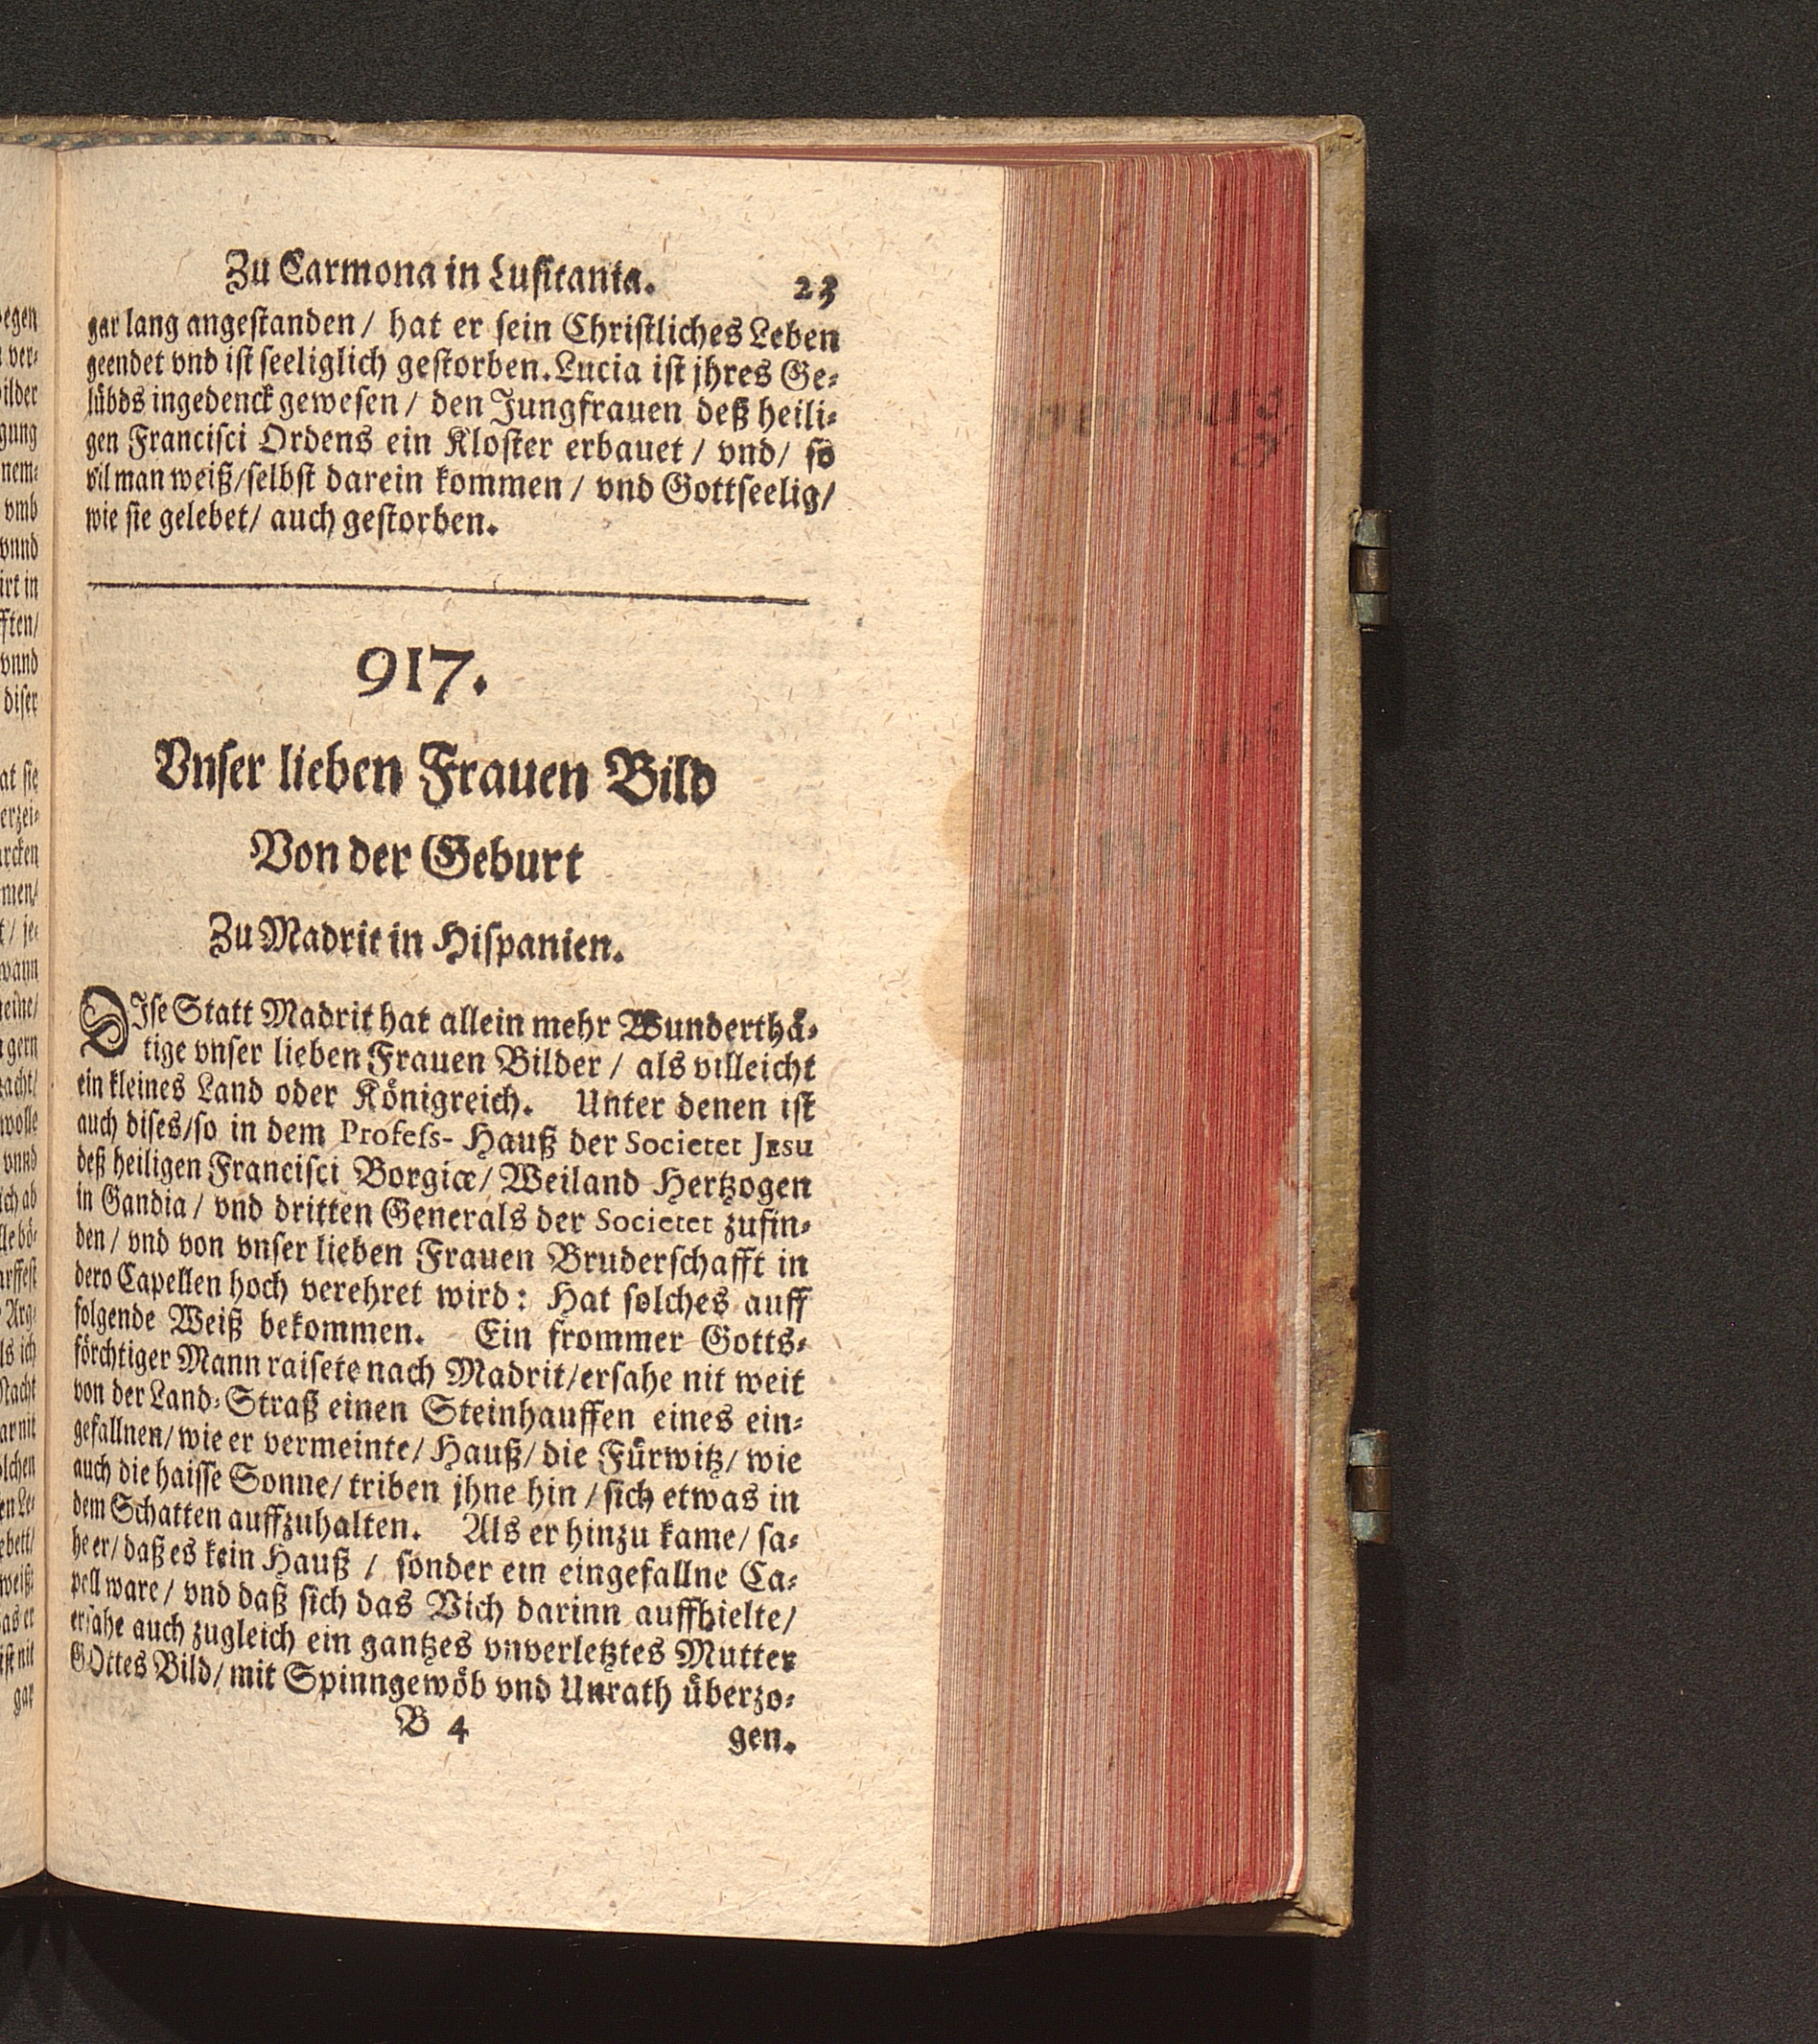 Zu Carmona in Lusitania. 23
gar lang angestanden / hat er sein Christliches Leben
geendet vnd ist seeliglich gestorben. Lucia ist jhres Ge-
lübds ingedenck gewesen / den Jungfrauen deß heili-
gen Francisci Ordens ein Kloster erbauet / vnd / so
vil man weiß / selbst darein kommen / vnd Gottseelig /
wie sie gelebet / auch gestorben.
917.
Vnser lieben Frauen Bild
Von der Geburt
Zu Madrit in Hispanien.
DIse Statt Madrit hat allein mehr Wunderthä-
tige vnser lieben Frauen Bilder / als villeicht
ein kleines Land oder Königreich. Unter denen ist
auch dises / so in dem Profess- Hauß der Societet Jesu
deß heiligen Francisci Borgiæ / Weiland Hertzogen
in Gandia / vnd dritten Generals der Societet zufin-
den / vnd von vnser lieben Frauen Bruderschafft in
dero Capellen hoch verehret wird: Hat solches auff
folgende Weiß bekommen. Ein frommer Gotts-
förchtiger Mann raisete nach Madrit / ersahe nit weit
von der Land-Straß einen Steinhauffen eines ein-
gefallnen / wie er vermeinte / Hauß / die Fürwitz / wie
auch die haisse Sonne / triben jhne hin / sich etwas in
dem Schatten auffzuhalten. Als er hinzu kame / sa-
he er / daß es kein Hauß / sonder ein eingefallne Ca-
pell ware / vnd daß sich das Vich darinn auffhielte /
ersahe auch zugleich ein gantzes vnverletztes Mutter
GOttes Bild / mit Spinngewöb vnd Unrath überzo-
B 4 gen.